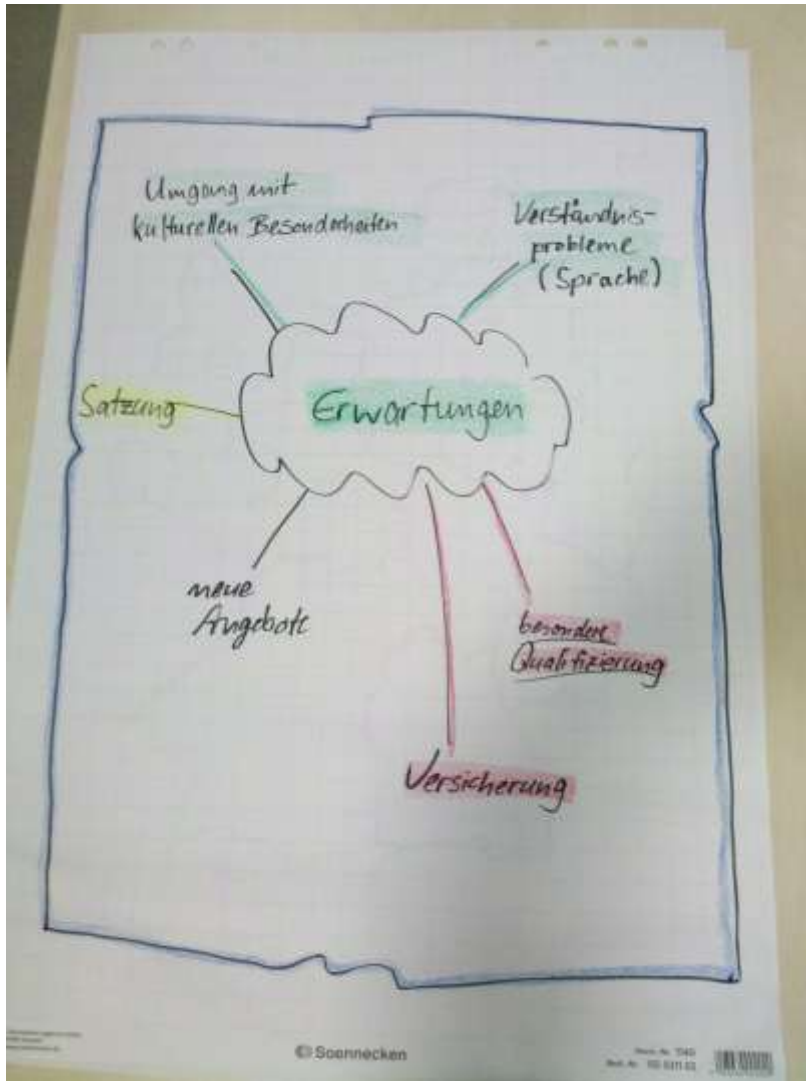 Umgang mit
kulturellen Besonderheiten
Verständnis-
probleme
(Sprache)
Satzung
Erwartungen
neue
Angebote
besondere
Qualifizierung
Versicherung
Soennecken